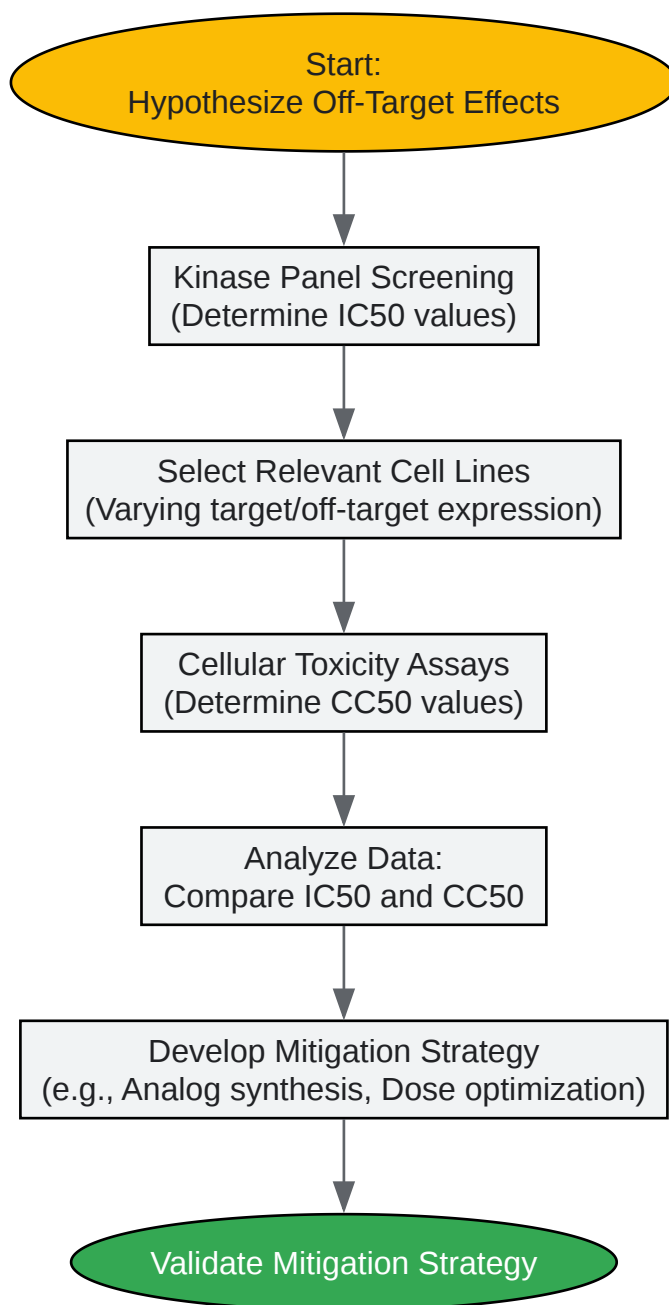 Start:
Hypothesize Off-Target Effects
Kinase Panel Screening
(Determine IC50 values)
Select Relevant Cell Lines
(Varying target/off-target expression)
Cellular Toxicity Assays
(Determine CC50 values)
Analyze Data:
Compare IC50 and CC50
Develop Mitigation Strategy
(e.g., Analog synthesis, Dose optimization)
Validate Mitigation Strategy